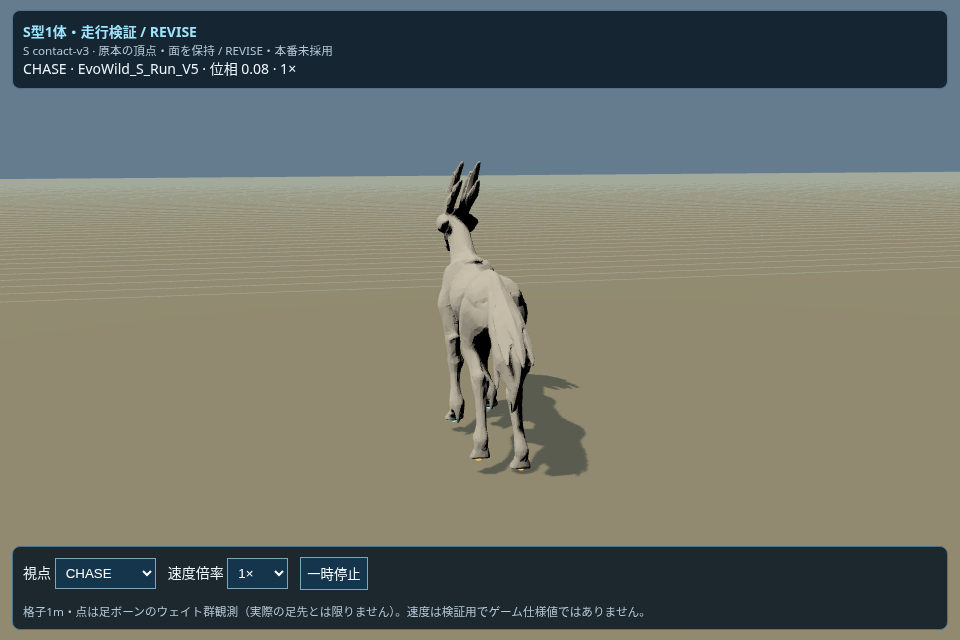 S型1体・走行検証 / REVISE
S contact-v3 · 原本の頂点・面を保持 / REVISE・本番未採用
CHASE · EvoWild_S_Run_V5 · 位相 0.08 · 1×
視点 CHASE 速度倍率 1× 一時停止
格子1m・点は足ボーンのウェイト群観測（実際の足先とは限りません）。速度は検証用でゲーム仕様値ではありません。